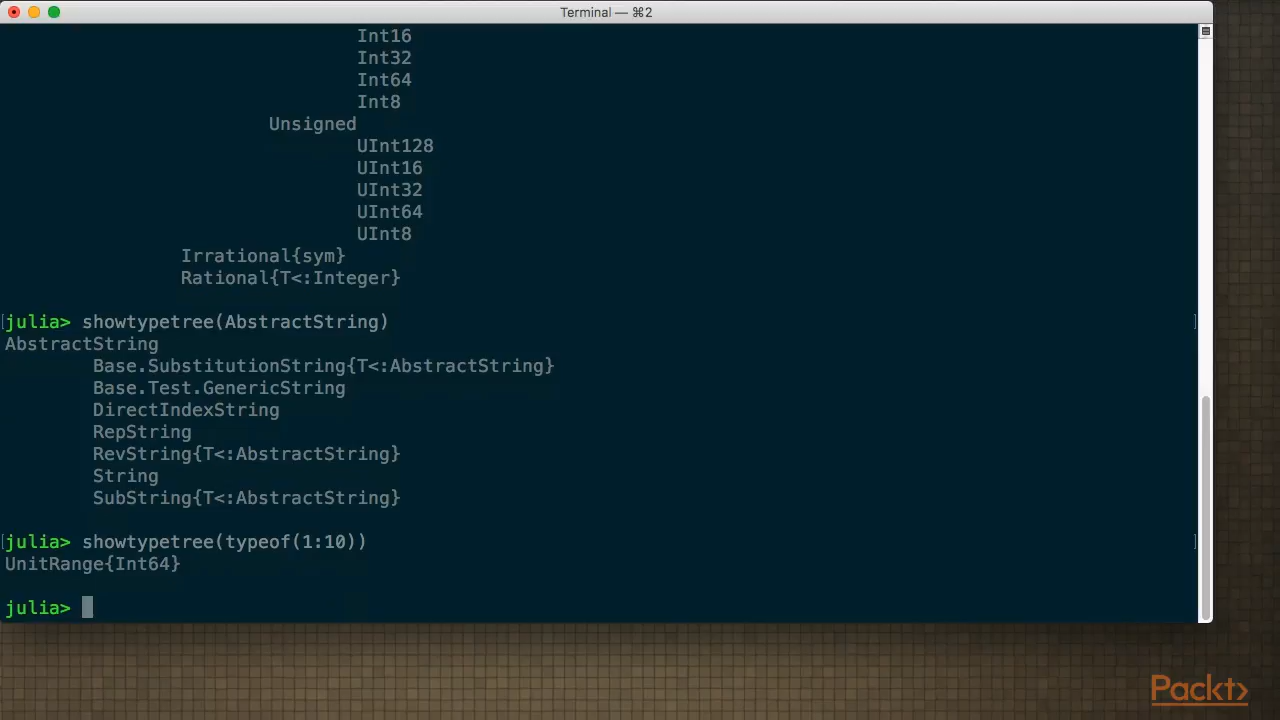 Terminal — ⌘2
Int16
Int32
Int64
Int8
Unsigned
UInt128
UInt16
UInt32
UInt64
UInt8
Irrational{sym}
Rational{T<:Integer}
julia> showtypetree(AbstractString)
AbstractString
Base.SubstitutionString{T<:AbstractString}
Base.Test.GenericString
DirectIndexString
RepString
RevString{T<:AbstractString}
String
SubString{T<:AbstractString}
julia> showtypetree(typeof(1:10))
UnitRange{Int64}
julia>
Packt>